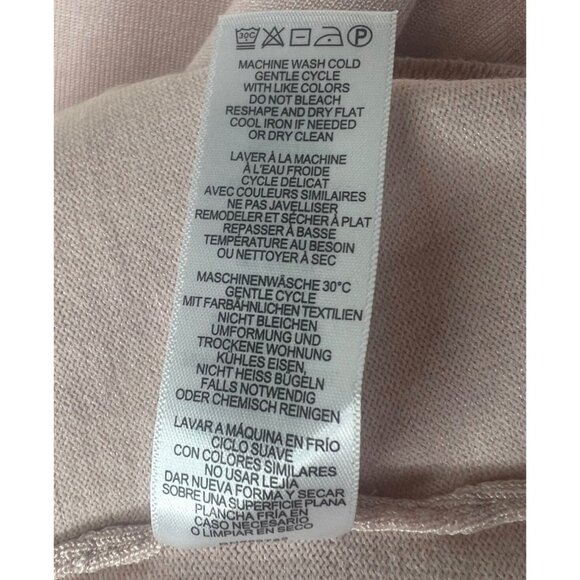 30C P
MACHINE WASH COLD
GENTLE CYCLE
WITH LIKE COLORS
DO NOT BLEACH
RESHAPE AND DRY FLAT
COOL IRON IF NEEDED
OR DRY CLEAN
LAVER À LA MACHINE
À L'EAU FROIDE
CYCLE DÉLICAT
AVEC COULEURS SIMILAIRES
NE PAS JAVELLISER
REMODELER ET SÉCHER À PLAT
REPASSER À BASSE
TEMPÉRATURE AU BESOIN
OU NETTOYER À SEC
MASCHINENWÄSCHE 30°C
GENTLE CYCLE
MIT FARBÄHNLICHEN TEXTILIEN
NICHT BLEICHEN
UMFORMUNG UND
TROCKENE WOHNUNG
KÜHLES EISEN,
NICHT HEISS BÜGELN
FALLS NOTWENDIG
ODER CHEMISCH REINIGEN
LAVAR A MÁQUINA EN FRÍO
CICLO SUAVE
CON COLORES SIMILARES
NO USAR LEJIA
DAR NUEVA FORMA Y SECAR
SOBRE UNA SUPERFICIE PLANA
PLANCHA FRÍA EN
CASO NECESARIO
O LIMPIAR EN SECO